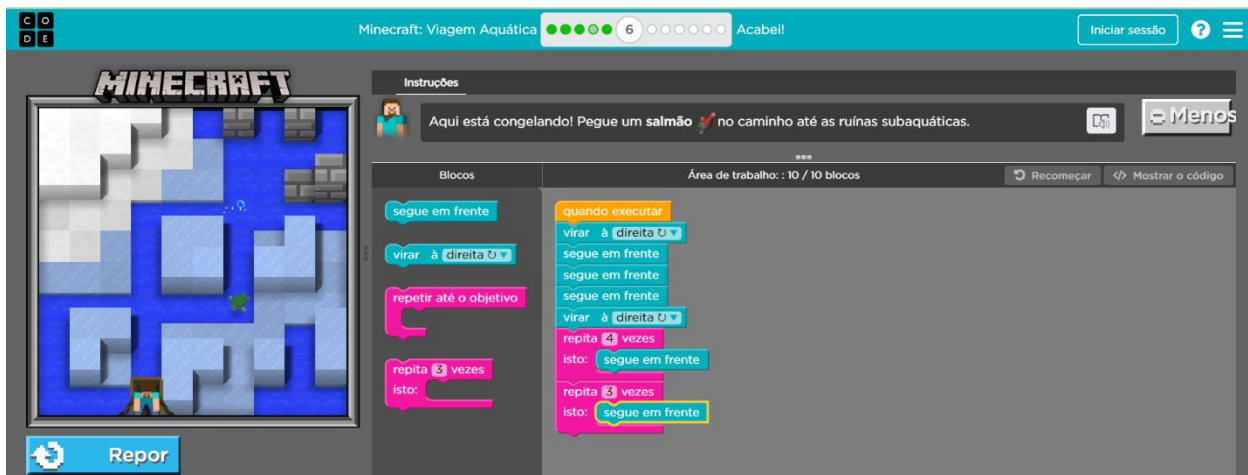 C O
D E
Minecraft: Viagem Aquática
6
Acabei!
Iniciar sessão
?
MINECRAFT
Instruções
Aqui está congelando! Pegue um salmão no caminho até as ruínas subaquáticas.
Menos
Blocos
Área de trabalho: : 10 / 10 blocos
Recomeçar
</> Mostrar o código
segue em frente
virar à direita ↻ ▼
repetir até o objetivo
repita 3 vezes
isto:
quando executar
virar à direita ↻ ▼
segue em frente
segue em frente
segue em frente
virar à direita ↻ ▼
repita 4 vezes
isto: segue em frente
repita 3 vezes
isto: segue em frente
Repor